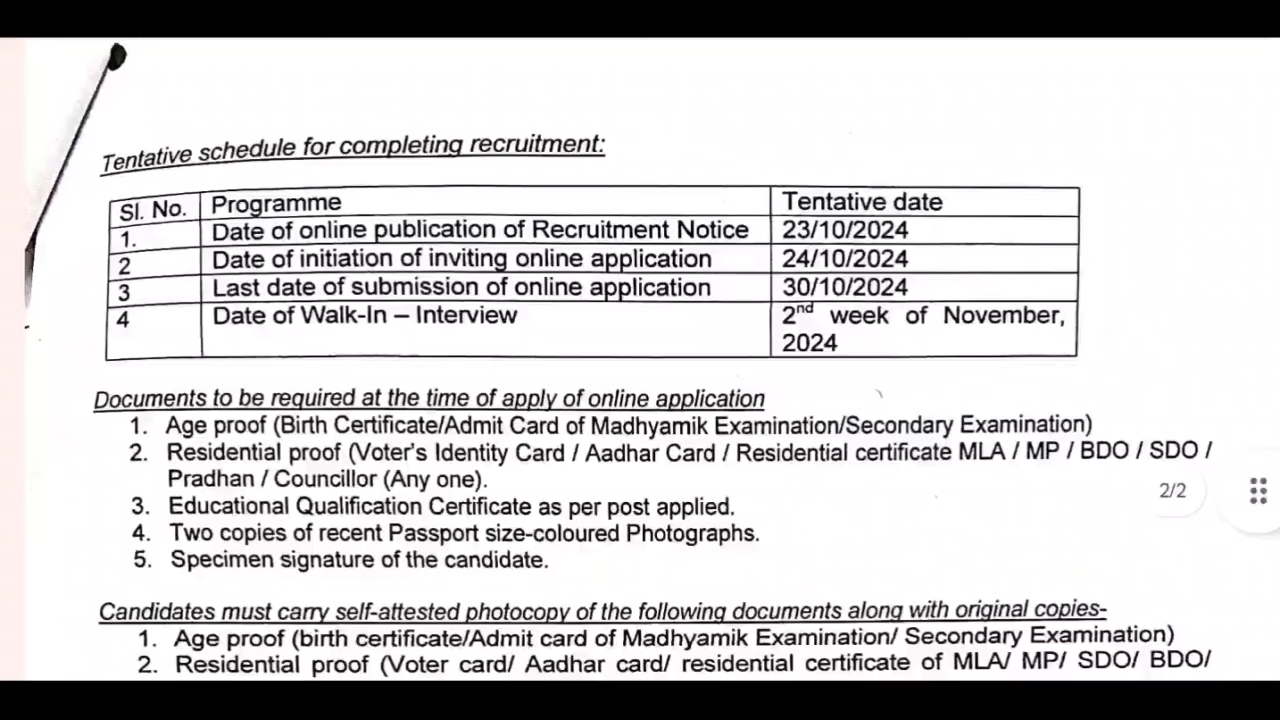 Tentative schedule for completing recruitment:
Sl. No. Programme Tentative date
1. Date of online publication of Recruitment Notice 23/10/2024
2 Date of initiation of inviting online application 24/10/2024
3 Last date of submission of online application 30/10/2024
4 Date of Walk-In – Interview 2nd week of November,
2024
Documents to be required at the time of apply of online application
1. Age proof (Birth Certificate/Admit Card of Madhyamik Examination/Secondary Examination)
2. Residential proof (Voter's Identity Card / Aadhar Card / Residential certificate MLA / MP / BDO / SDO /
Pradhan / Councillor (Any one).
3. Educational Qualification Certificate as per post applied.
4. Two copies of recent Passport size-coloured Photographs.
5. Specimen signature of the candidate.
2/2
Candidates must carry self-attested photocopy of the following documents along with original copies-
1. Age proof (birth certificate/Admit card of Madhyamik Examination/ Secondary Examination)
2. Residential proof (Voter card/ Aadhar card/ residential certificate of MLA/ MP/ SDO/ BDO/